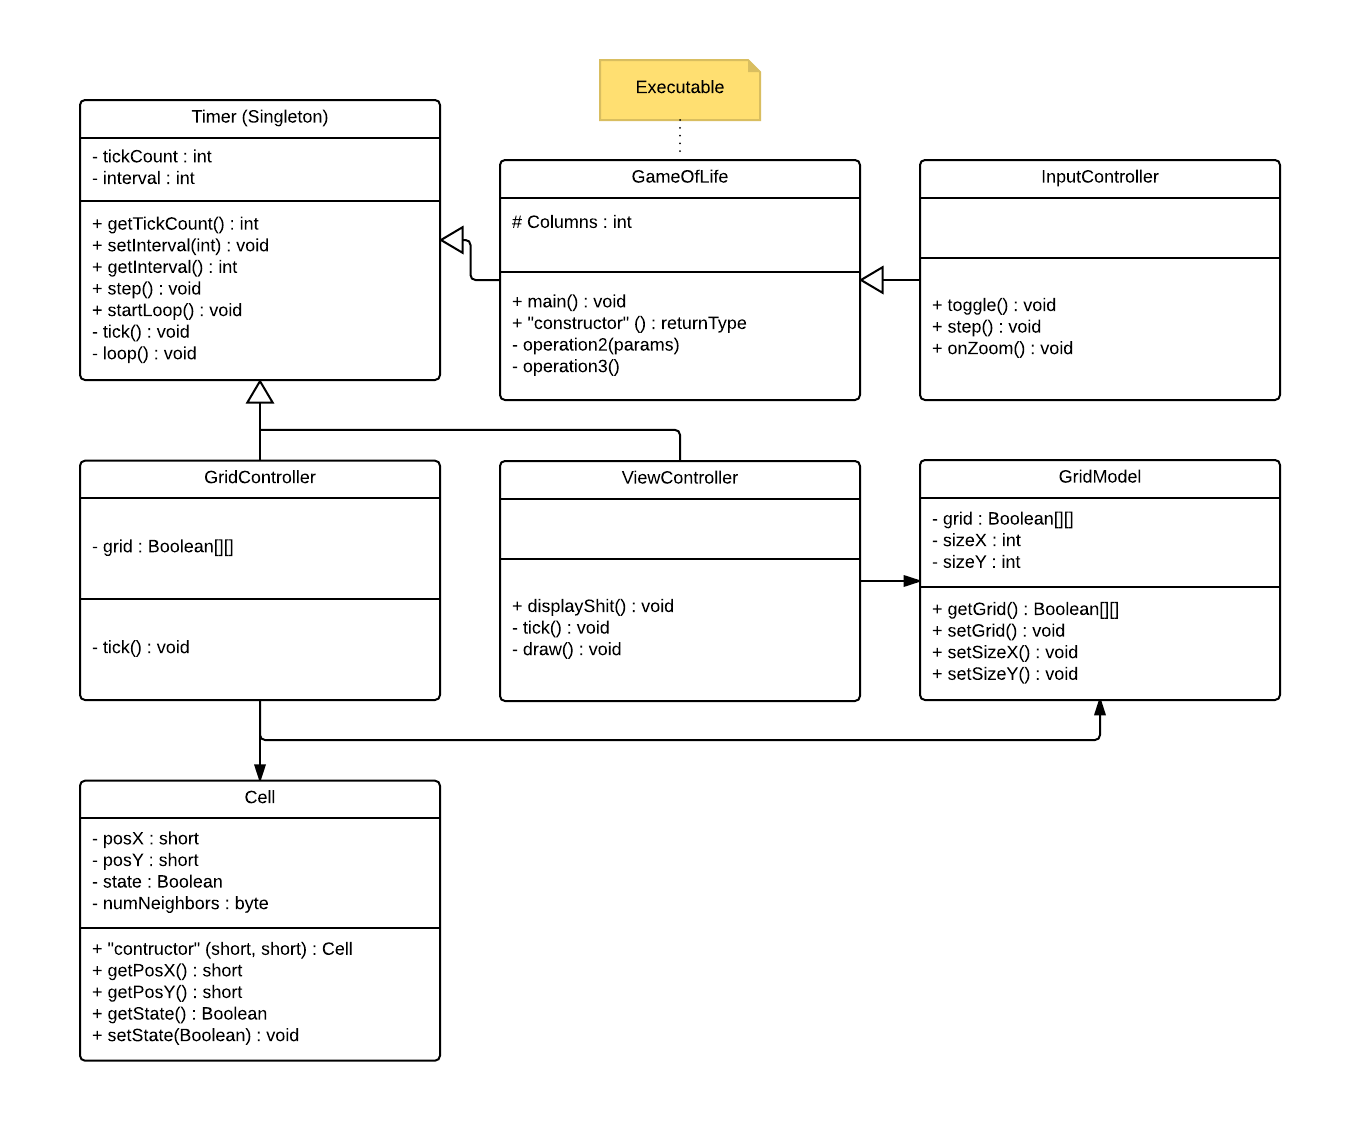 Executable
Timer (Singleton)
- tickCount : int
- interval : int
+ getTickCount() : int
+ setInterval(int) : void
+ getInterval() : int
+ step() : void
+ startLoop() : void
- tick() : void
- loop() : void
GameOfLife
# Columns : int
+ main() : void
+ "constructor" () : returnType
- operation2(params)
- operation3()
InputController
+ toggle() : void
+ step() : void
+ onZoom() : void
GridController
- grid : Boolean[][]
- tick() : void
ViewController
+ displayShit() : void
- tick() : void
- draw() : void
GridModel
- grid : Boolean[][]
- sizeX : int
- sizeY : int
+ getGrid() : Boolean[][]
+ setGrid() : void
+ setSizeX() : void
+ setSizeY() : void
Cell
- posX : short
- posY : short
- state : Boolean
- numNeighbors : byte
+ "contructor" (short, short) : Cell
+ getPosX() : short
+ getPosY() : short
+ getState() : Boolean
+ setState(Boolean) : void